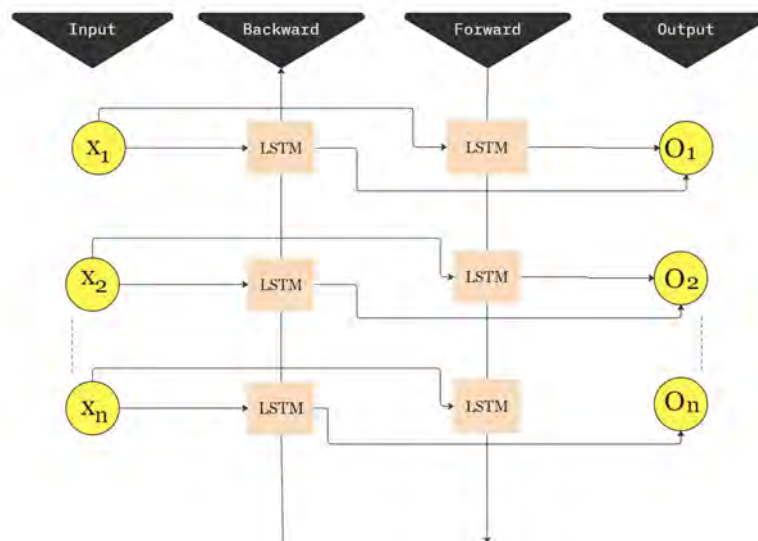 Input Backward Forward Output
x1 LSTM LSTM O1
x2 LSTM LSTM O2
xn LSTM LSTM On